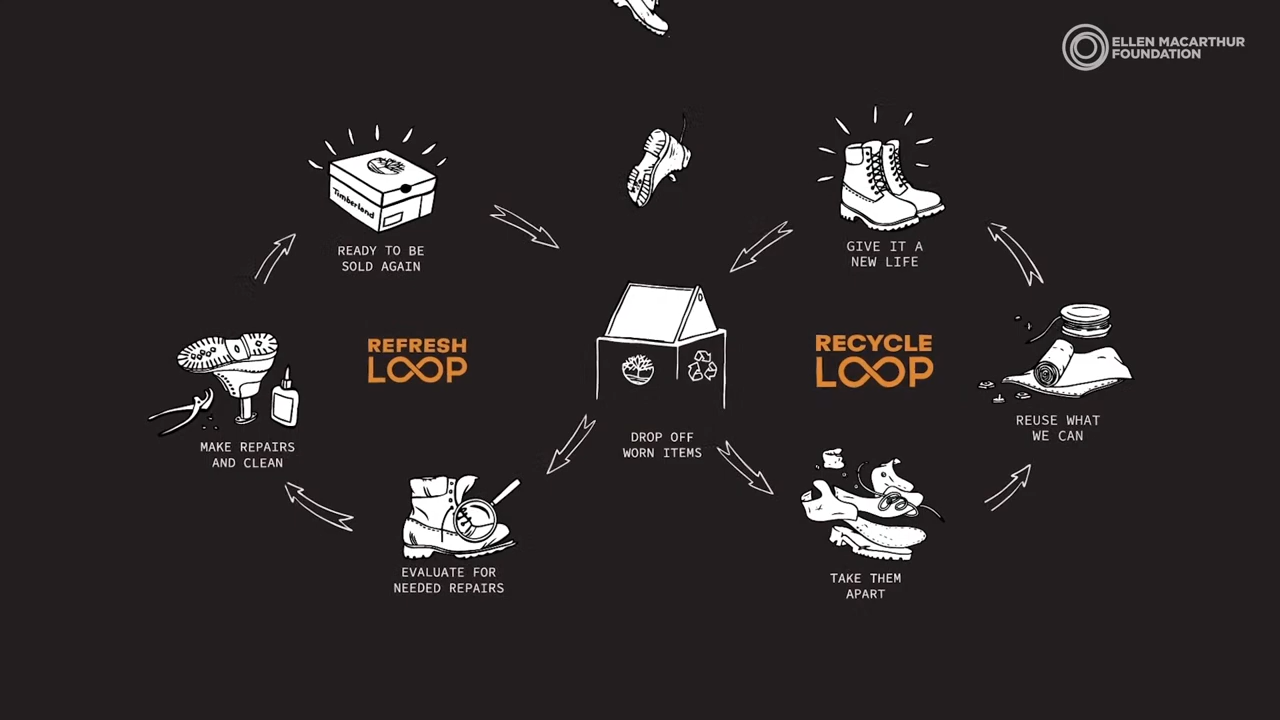 ELLEN MACARTHUR
FOUNDATION
Timberland
READY TO BE
SOLD AGAIN
GIVE IT A
NEW LIFE
REFRESH
LOOP
RECYCLE
LOOP
MAKE REPAIRS
AND CLEAN
DROP OFF
WORN ITEMS
REUSE WHAT
WE CAN
EVALUATE FOR
NEEDED REPAIRS
TAKE THEM
APART